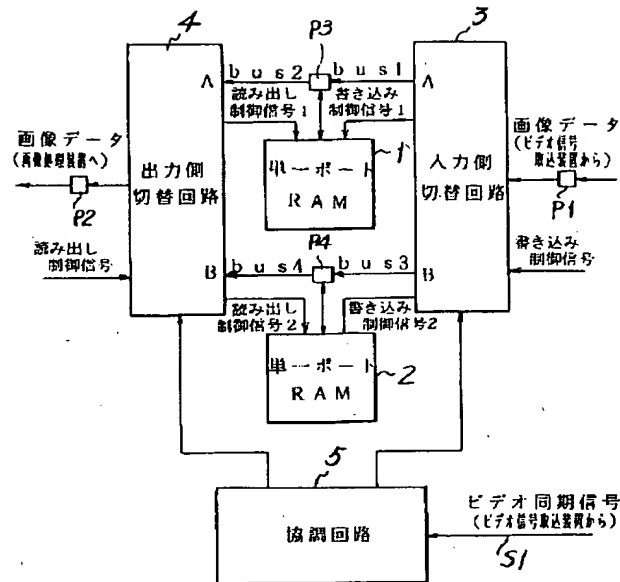 4
P3
3
A
bus2
bus1
A
読み出し
制御信号1
書き込み
制御信号1
画像データ
(画像処理装置へ)
P2
出力側
切替回路
1
単一ポート
RAM
入力側
切替回路
画像データ
(ビデオ信号
取込装置から)
P1
読み出し
制御信号
B
bus4
P4
bus3
B
書き込み
制御信号
読み出し
制御信号2
書き込み
制御信号2
単一ポート
RAM
2
5
協調回路
ビデオ同期信号
(ビデオ信号取込装置から)
S1